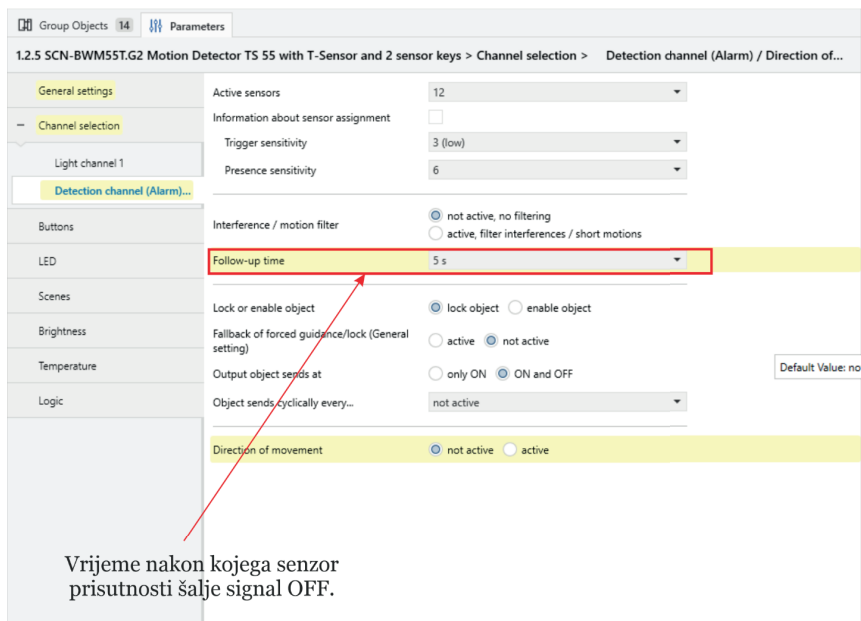 Group Objects 14 Parameters
1.2.5 SCN-BWM55T.G2 Motion Detector TS 55 with T-Sensor and 2 sensor keys > Channel selection > Detection channel (Alarm) / Direction of...
General settings
Channel selection
Light channel 1
Detection channel (Alarm)...
Buttons
LED
Scenes
Brightness
Temperature
Logic
Active sensors 12
Information about sensor assignment
Trigger sensitivity 3 (low)
Presence sensitivity 6
Interference / motion filter
not active, no filtering
active, filter interferences / short motions
Follow-up time 5 s
Lock or enable object lock object enable object
Fallback of forced guidance/lock (General
setting)
active not active
Output object sends at only ON ON and OFF
Object sends cyclically every... not active
Direction of movement not active active
Default Value: no
Vrijeme nakon kojega senzor
prisutnosti šalje signal OFF.